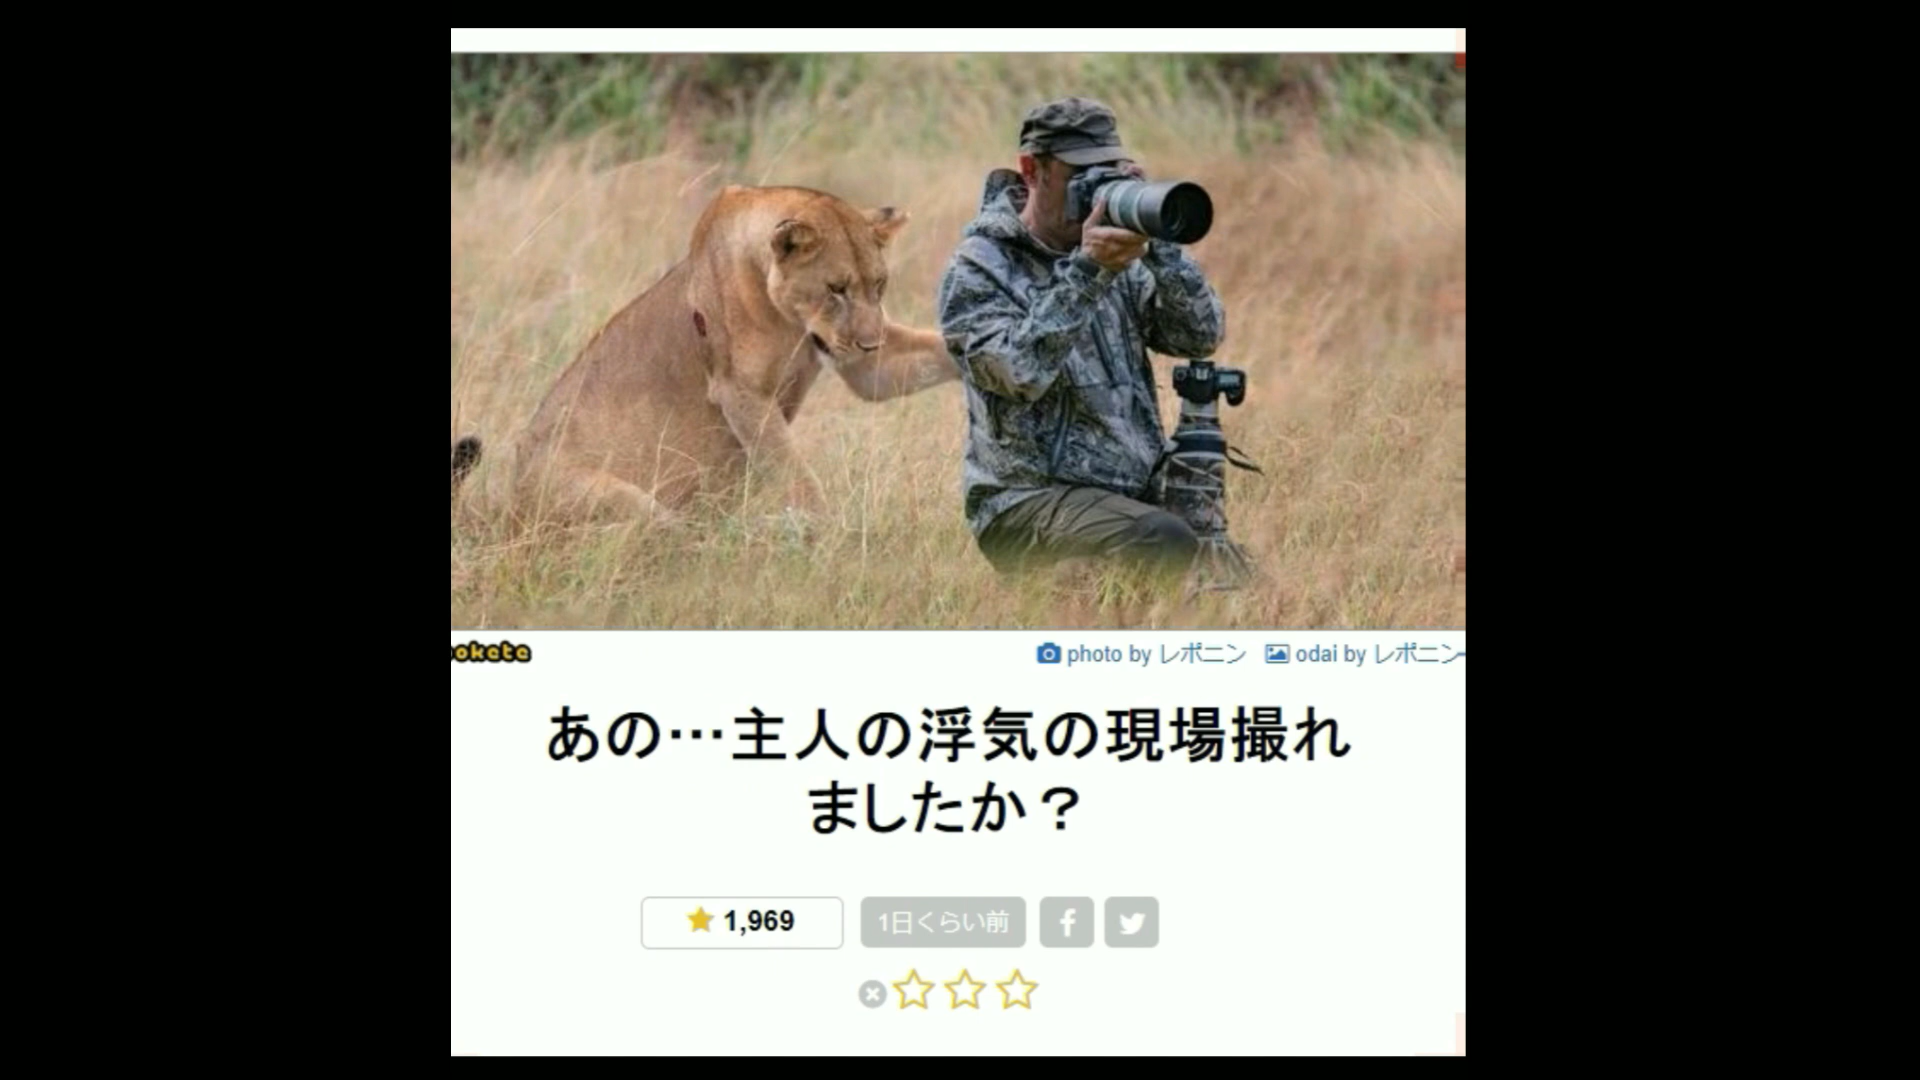 okete
photo by レポニン odai by レポニン
あの…主人の浮気の現場撮れ
ましたか？
1,969 1日くらい前